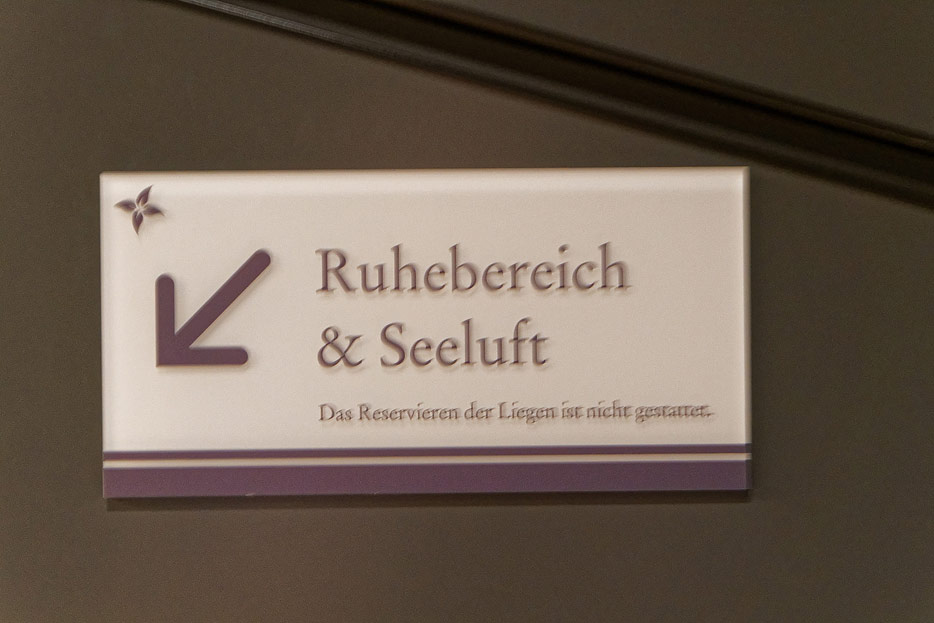 Ruhebereich
& Seeluft
Das Reservieren der Liegen ist nicht gestattet.